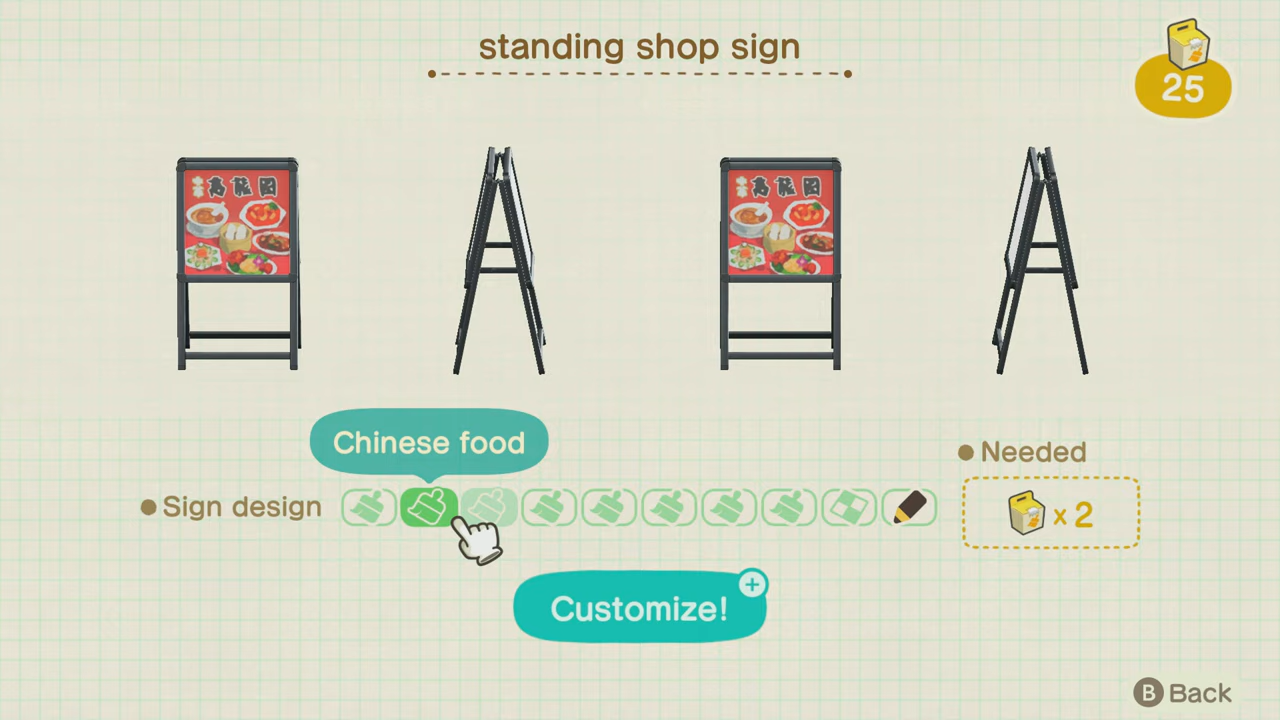 standing shop sign
25
Chinese food
Sign design
Needed
x 2
Customize!
B Back